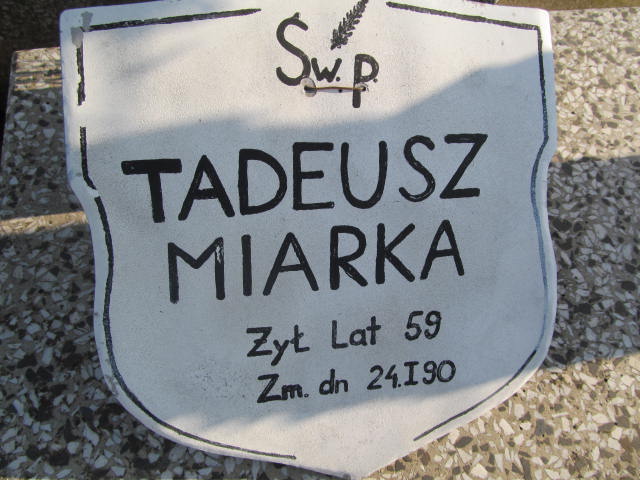 Św. p.
TADEUSZ
MIARKA
Żył Lat 59
Zm. dn 24.I 90